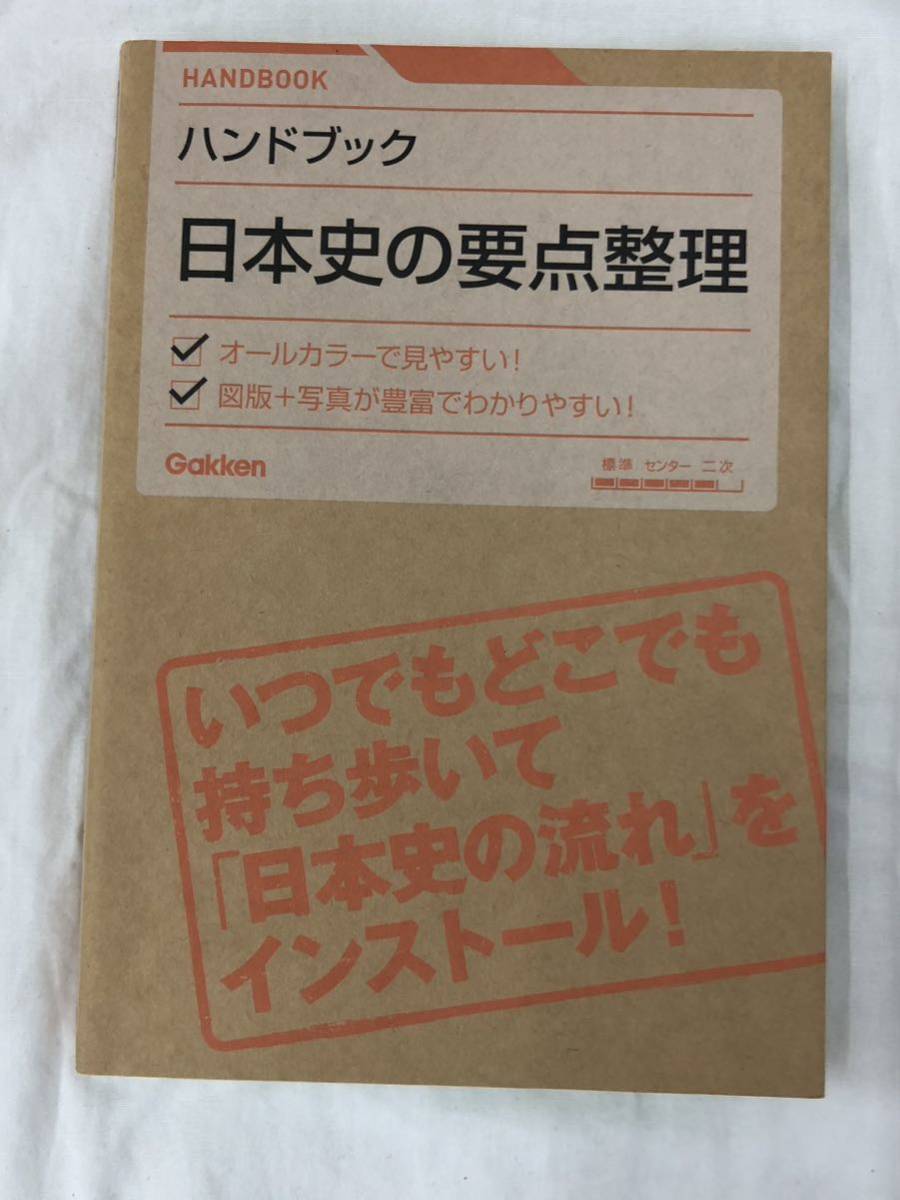 HANDBOOK
ハンドブック
日本史の要点整理
オールカラーで見やすい!
図版+写真が豊富でわかりやすい!
Gakken
標準 センター 二次
いつでもどこでも
持ち歩いて
「日本史の流れ」を
インストール!